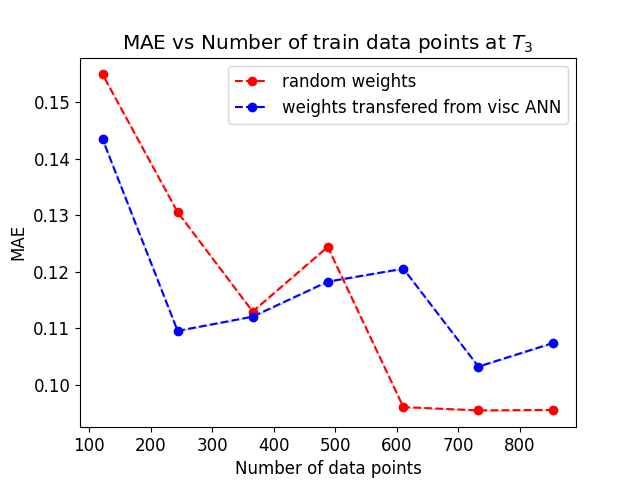 MAE vs Number of train data points at T₃
random weights
weights transfered from visc ANN
MAE
0.15
0.14
0.13
0.12
0.11
0.10
100 200 300 400 500 600 700 800
Number of data points